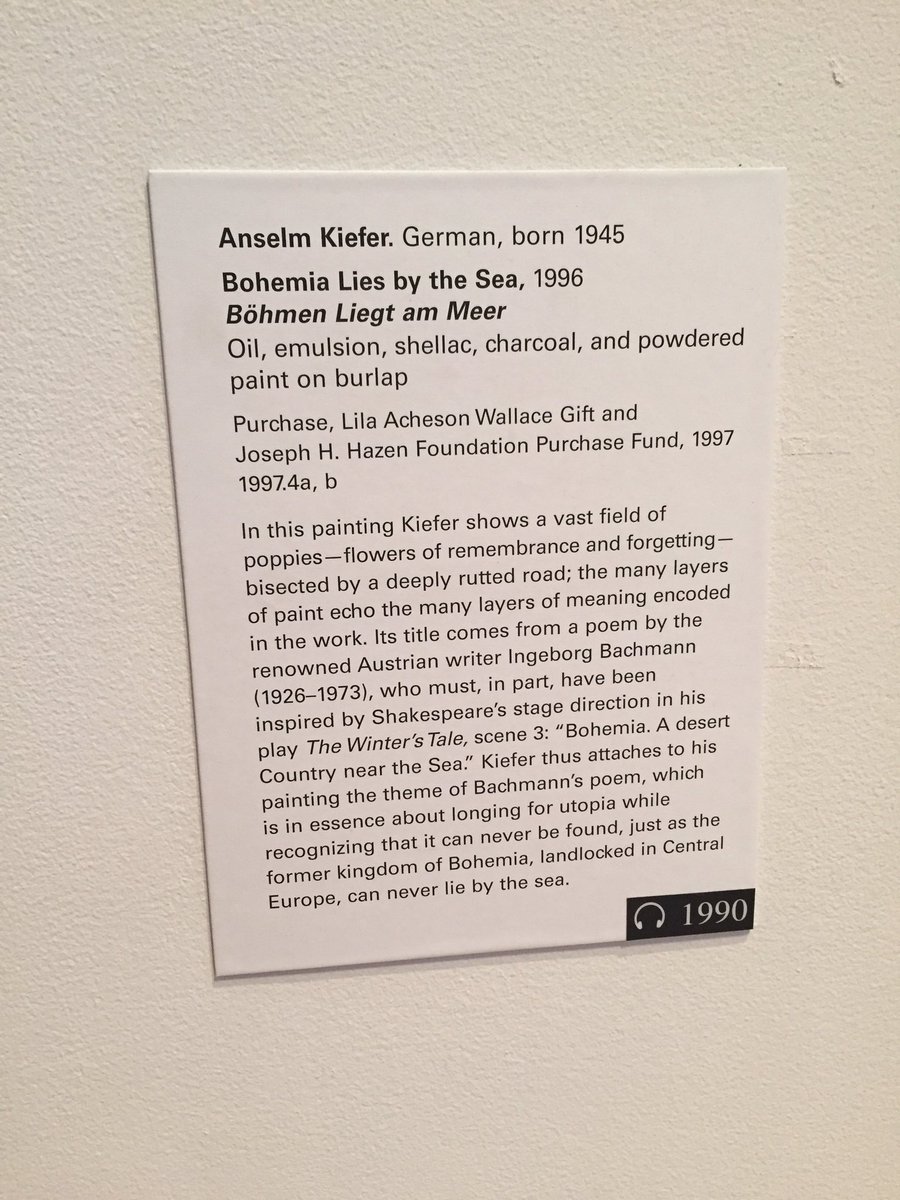 Anselm Kiefer. German, born 1945
Bohemia Lies by the Sea, 1996
Böhmen Liegt am Meer
Oil, emulsion, shellac, charcoal, and powdered
paint on burlap
Purchase, Lila Acheson Wallace Gift and
Joseph H. Hazen Foundation Purchase Fund, 1997
1997.4a, b
In this painting Kiefer shows a vast field of
poppies—flowers of remembrance and forgetting—
bisected by a deeply rutted road; the many layers
of paint echo the many layers of meaning encoded
in the work. Its title comes from a poem by the
renowned Austrian writer Ingeborg Bachmann
(1926–1973), who must, in part, have been
inspired by Shakespeare's stage direction in his
play The Winter's Tale, scene 3: “Bohemia. A desert
Country near the Sea.” Kiefer thus attaches to his
painting the theme of Bachmann's poem, which
is in essence about longing for utopia while
recognizing that it can never be found, just as the
former kingdom of Bohemia, landlocked in Central
Europe, can never lie by the sea.
1990